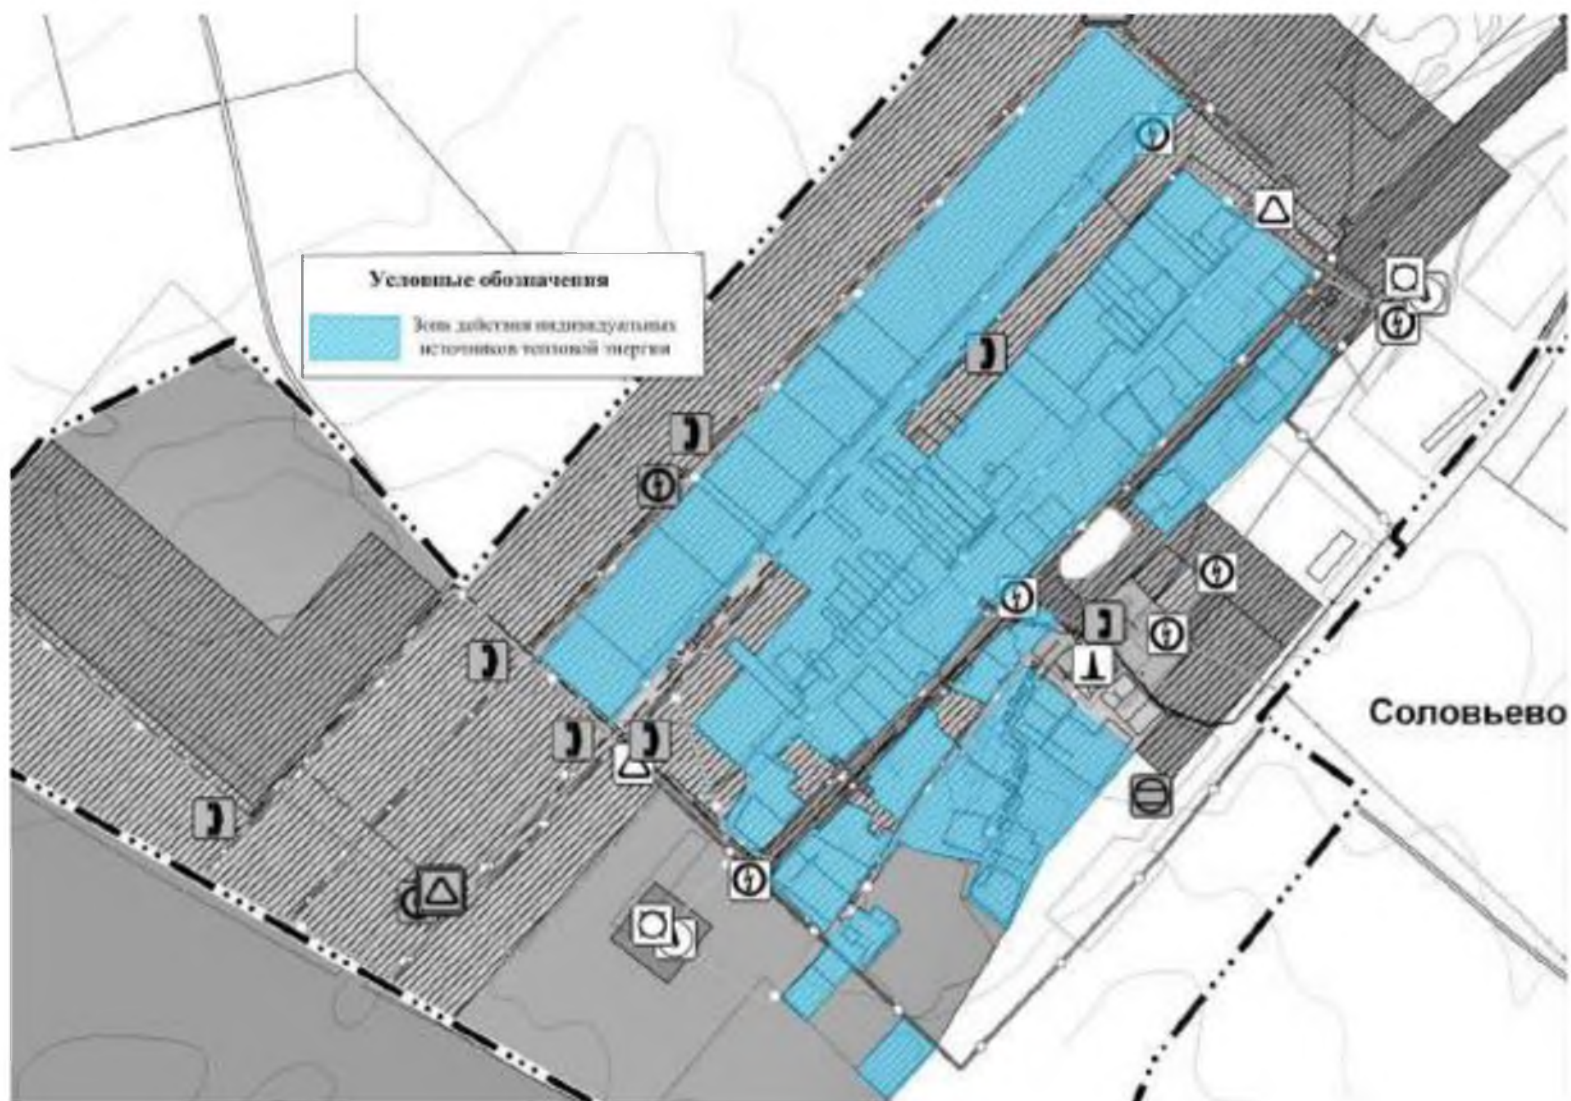 Условные обозначения
Зона действия индивидуальных
источников тепловой энергии
Соловьево